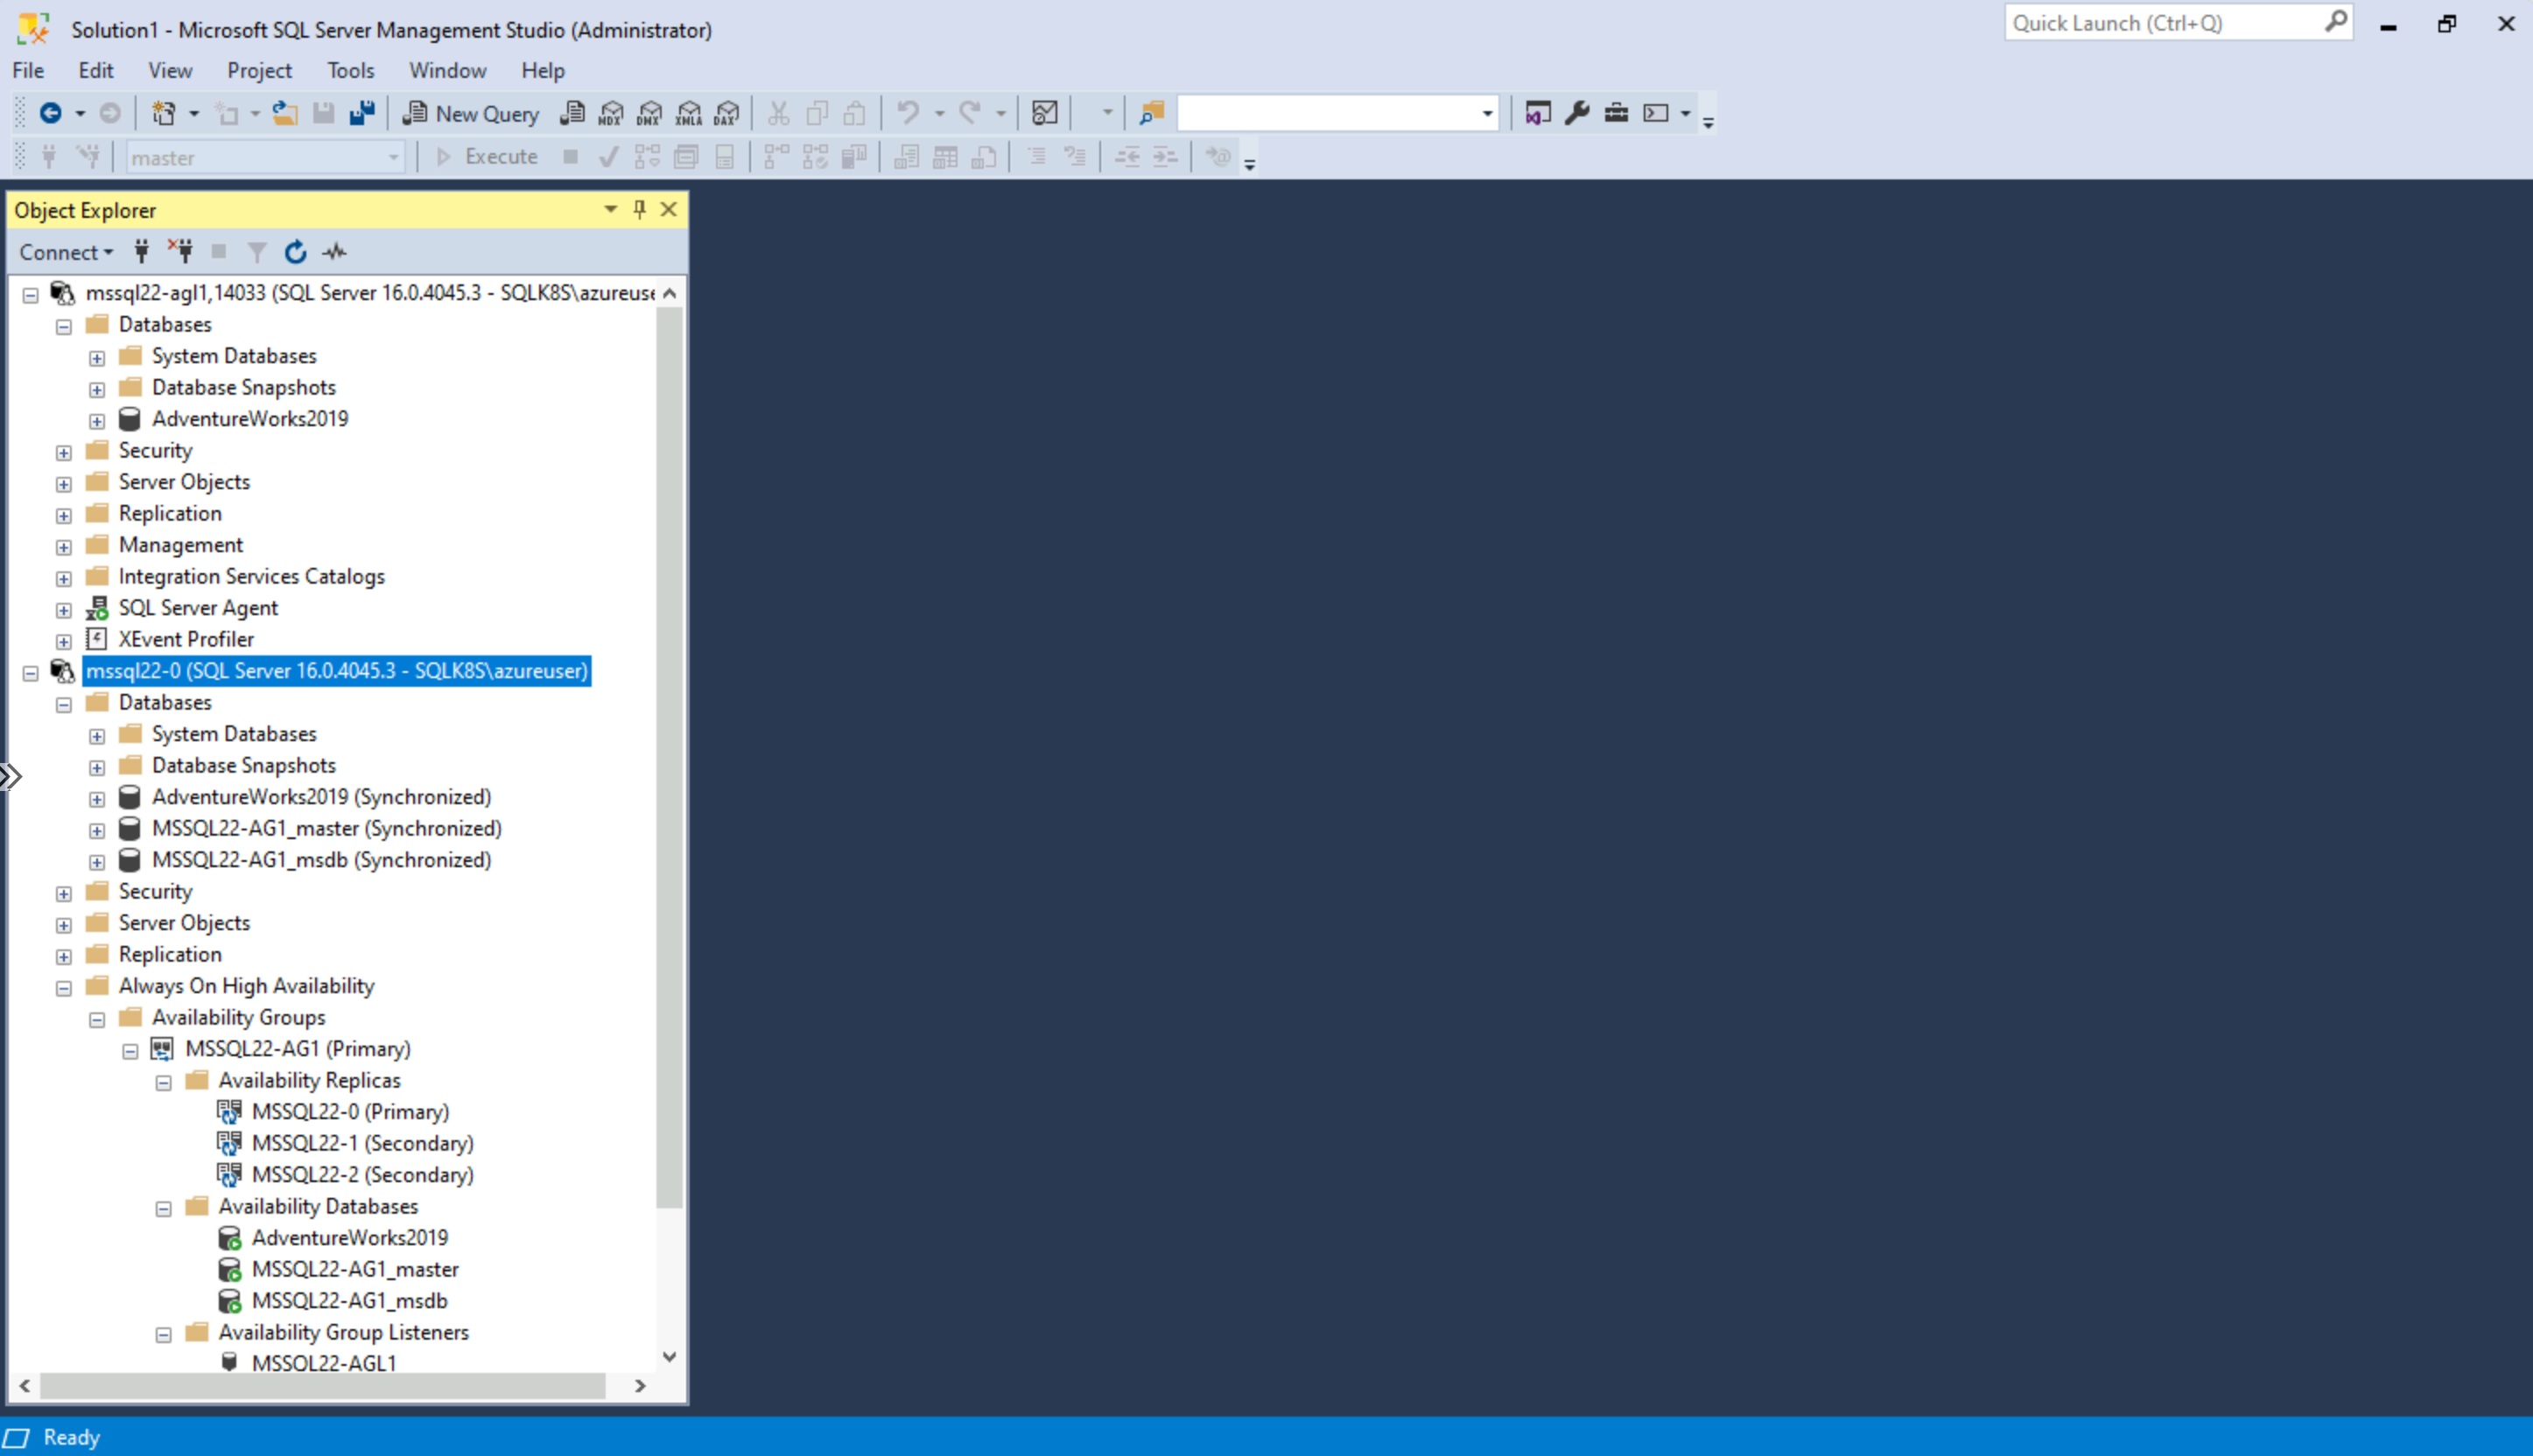 Solution1 - Microsoft SQL Server Management Studio (Administrator)
Quick Launch (Ctrl+Q)
File Edit View Project Tools Window Help
New Query MDX DMX XMLA DAX
master Execute
Object Explorer
Connect
mssql22-agl1,14033 (SQL Server 16.0.4045.3 - SQLK8S\azureuse
Databases
System Databases
Database Snapshots
AdventureWorks2019
Security
Server Objects
Replication
Management
Integration Services Catalogs
SQL Server Agent
XEvent Profiler
mssql22-0 (SQL Server 16.0.4045.3 - SQLK8S\azureuser)
Databases
System Databases
Database Snapshots
AdventureWorks2019 (Synchronized)
MSSQL22-AG1_master (Synchronized)
MSSQL22-AG1_msdb (Synchronized)
Security
Server Objects
Replication
Always On High Availability
Availability Groups
MSSQL22-AG1 (Primary)
Availability Replicas
MSSQL22-0 (Primary)
MSSQL22-1 (Secondary)
MSSQL22-2 (Secondary)
Availability Databases
AdventureWorks2019
MSSQL22-AG1_master
MSSQL22-AG1_msdb
Availability Group Listeners
MSSQL22-AGL1
Ready